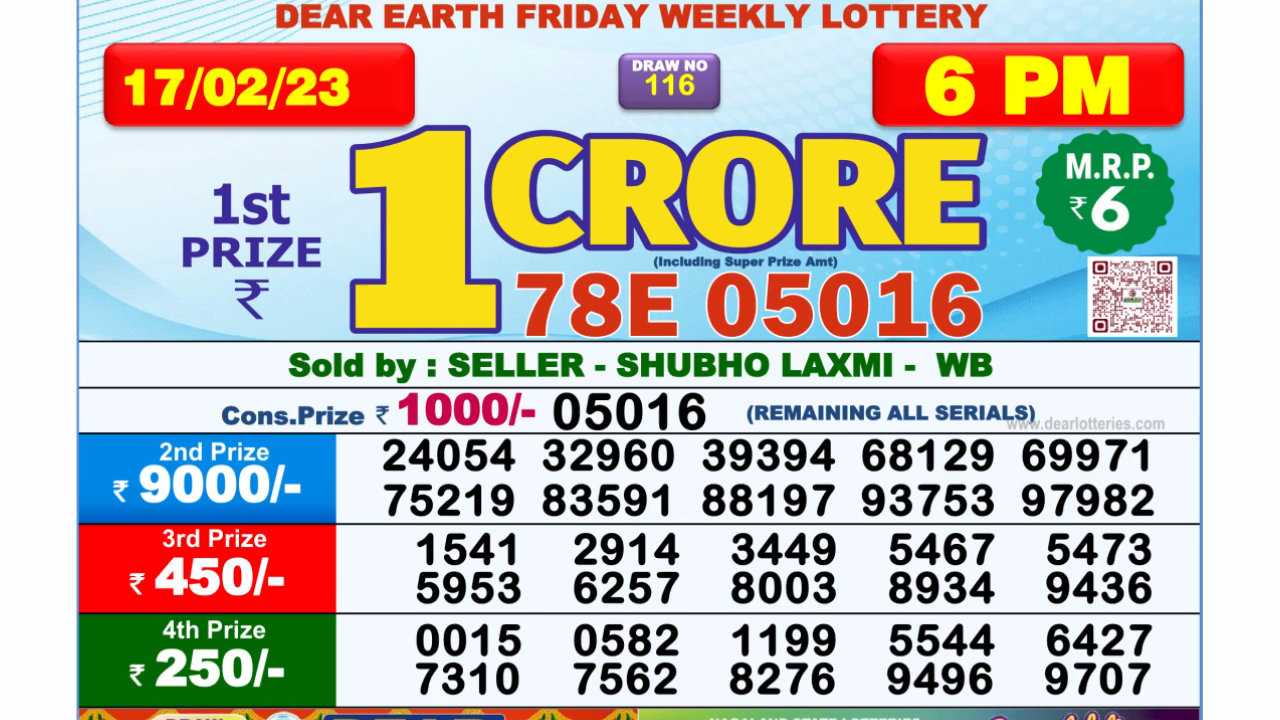 DEAR EARTH FRIDAY WEEKLY LOTTERY
17/02/23
DRAW NO
116
6 PM
1st
PRIZE
₹
1 CRORE
(Including Super Prize Amt)
78E 05016
M.R.P.
₹6
Sold by : SELLER - SHUBHO LAXMI - WB
Cons.Prize ₹ 1000/- 05016 (REMAINING ALL SERIALS)
www.dearlotteries.com
2nd Prize
₹ 9000/-
24054 32960 39394 68129 69971
75219 83591 88197 93753 97982
3rd Prize
₹ 450/-
1541 2914 3449 5467 5473
5953 6257 8003 8934 9436
4th Prize
₹ 250/-
0015 0582 1199 5544 6427
7310 7562 8276 9496 9707